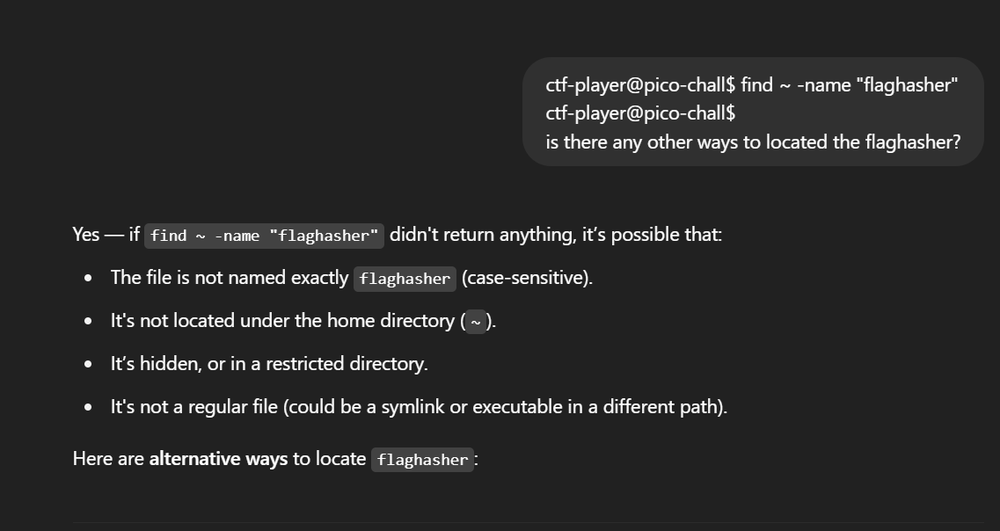 ctf-player@pico-chall$ find ~ -name "flaghasher"
ctf-player@pico-chall$
is there any other ways to located the flaghasher?
Yes — if find ~ -name "flaghasher" didn't return anything, it’s possible that:
• The file is not named exactly flaghasher (case-sensitive).
• It's not located under the home directory (~).
• It’s hidden, or in a restricted directory.
• It's not a regular file (could be a symlink or executable in a different path).
Here are alternative ways to locate flaghasher: